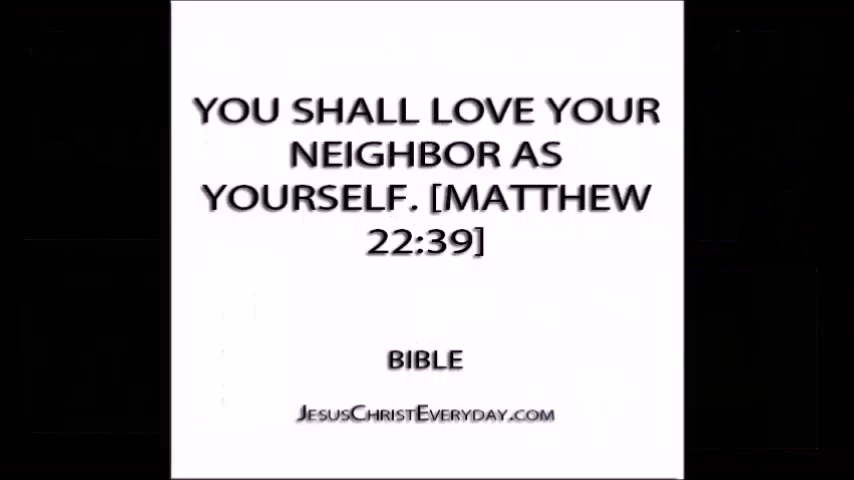 YOU SHALL LOVE YOUR
NEIGHBOR AS
YOURSELF. [MATTHEW
22:39]
BIBLE
JESUSCHRISTEVERYDAY.COM